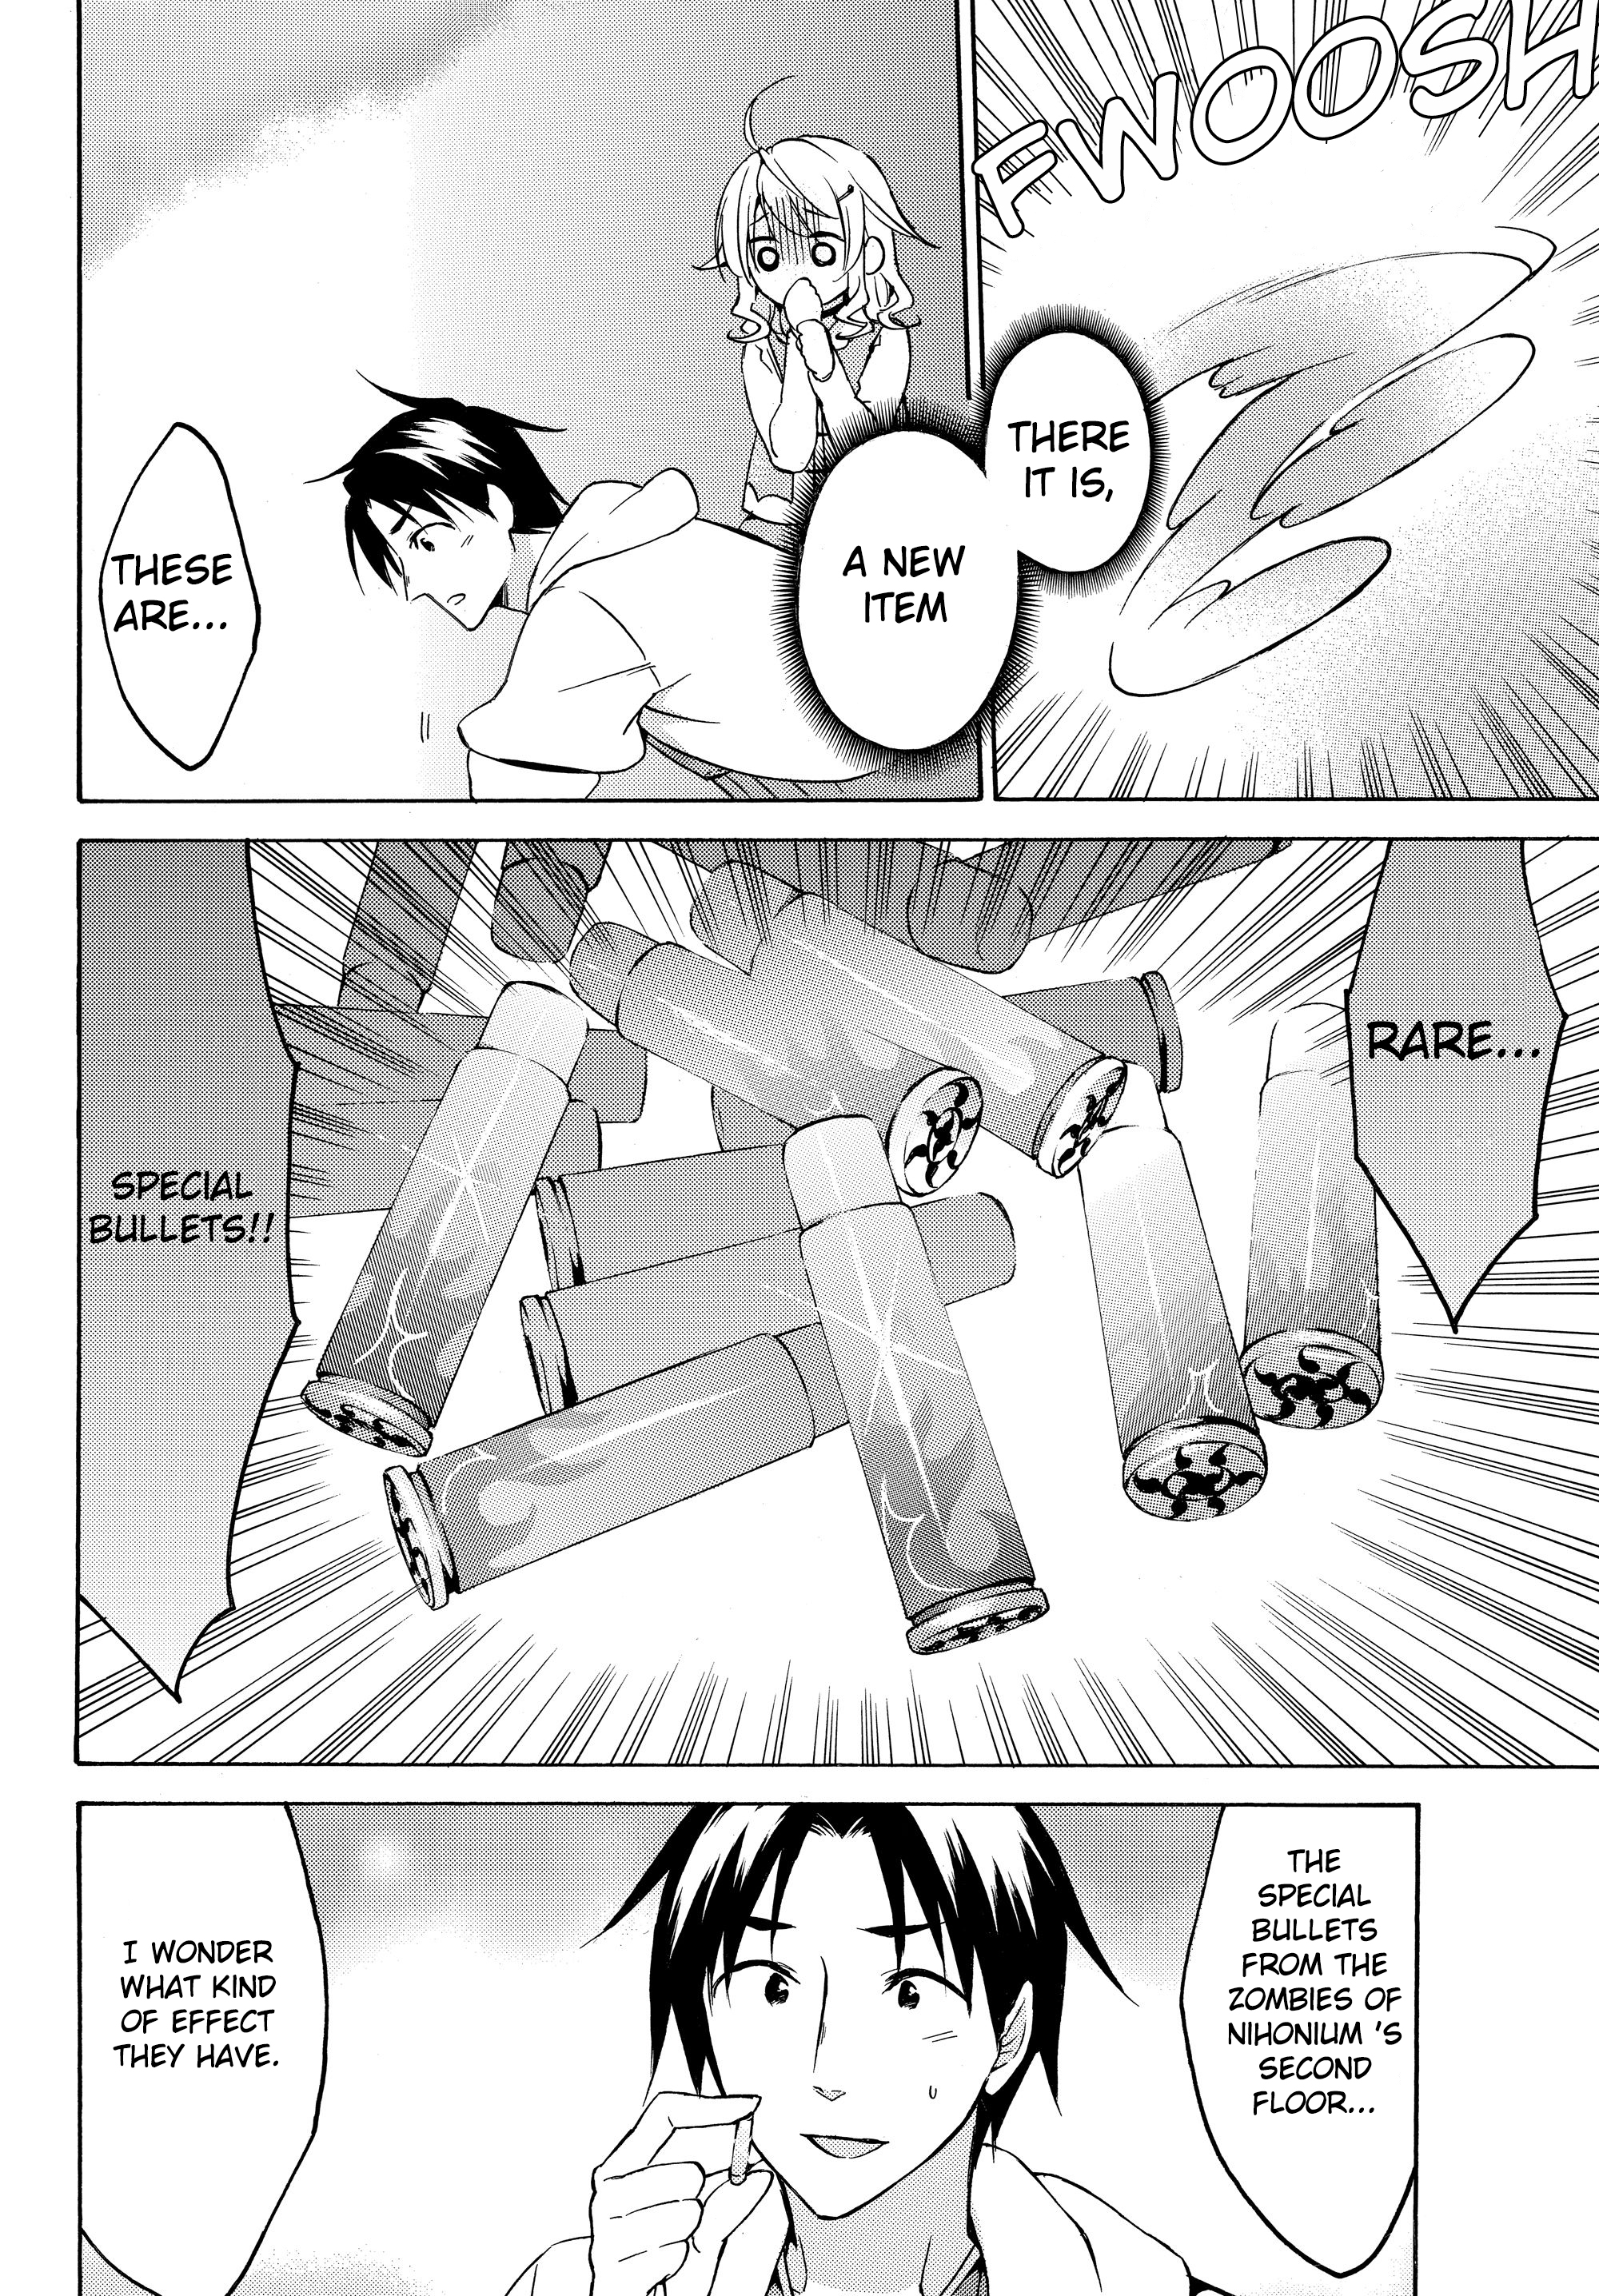 FWOOSH
THERE
IT IS,
A NEW
ITEM
THESE
ARE...
RARE...
SPECIAL
BULLETS!!
THE
SPECIAL
BULLETS
FROM THE
ZOMBIES OF
NIHONIUM 'S
SECOND
FLOOR...
I WONDER
WHAT KIND
OF EFFECT
THEY HAVE.